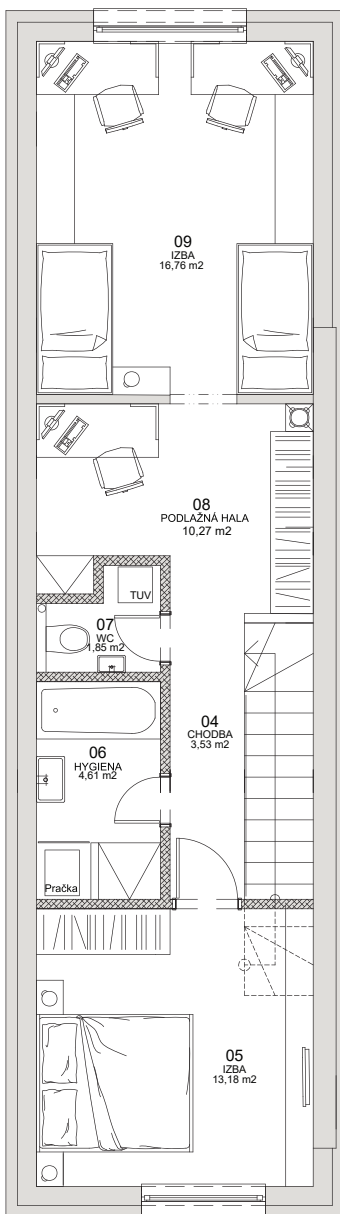 09
IZBA
16,76 m2
08
PODLAŽNÁ HALA
10,27 m2
TUV
07
WC
1,85 m2
04
CHODBA
3,53 m2
06
HYGIENA
4,61 m2
Pračka
05
IZBA
13,18 m2